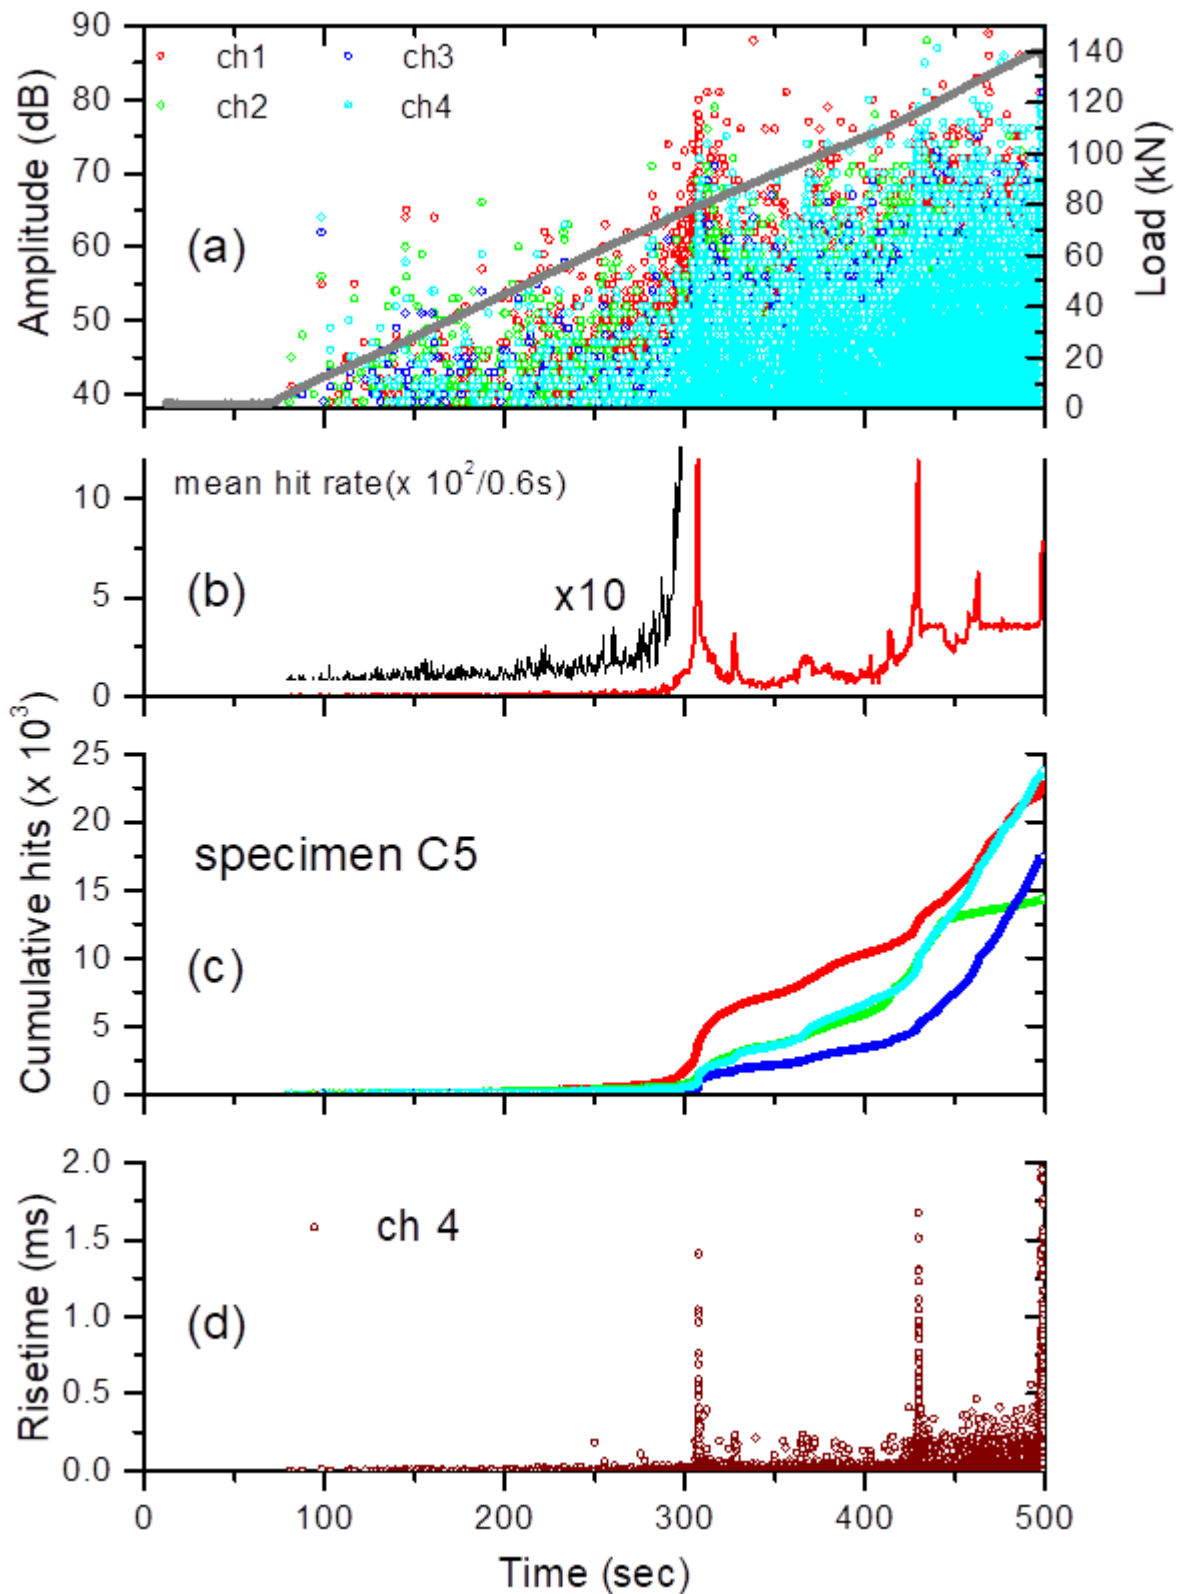 90
80
70
60
50
40
Amplitude (dB)
ch1
ch3
ch2
ch4
(a)
140
120
100
80
60
40
20
0
Load (kN)
mean hit rate(x 10²/0.6s)
10
5
0
(b)
x10
25
20
15
10
5
0
Cumulative hits (x 10³)
specimen C5
(c)
2.0
1.5
1.0
0.5
0.0
Risetime (ms)
ch 4
(d)
0 100 200 300 400 500
Time (sec)